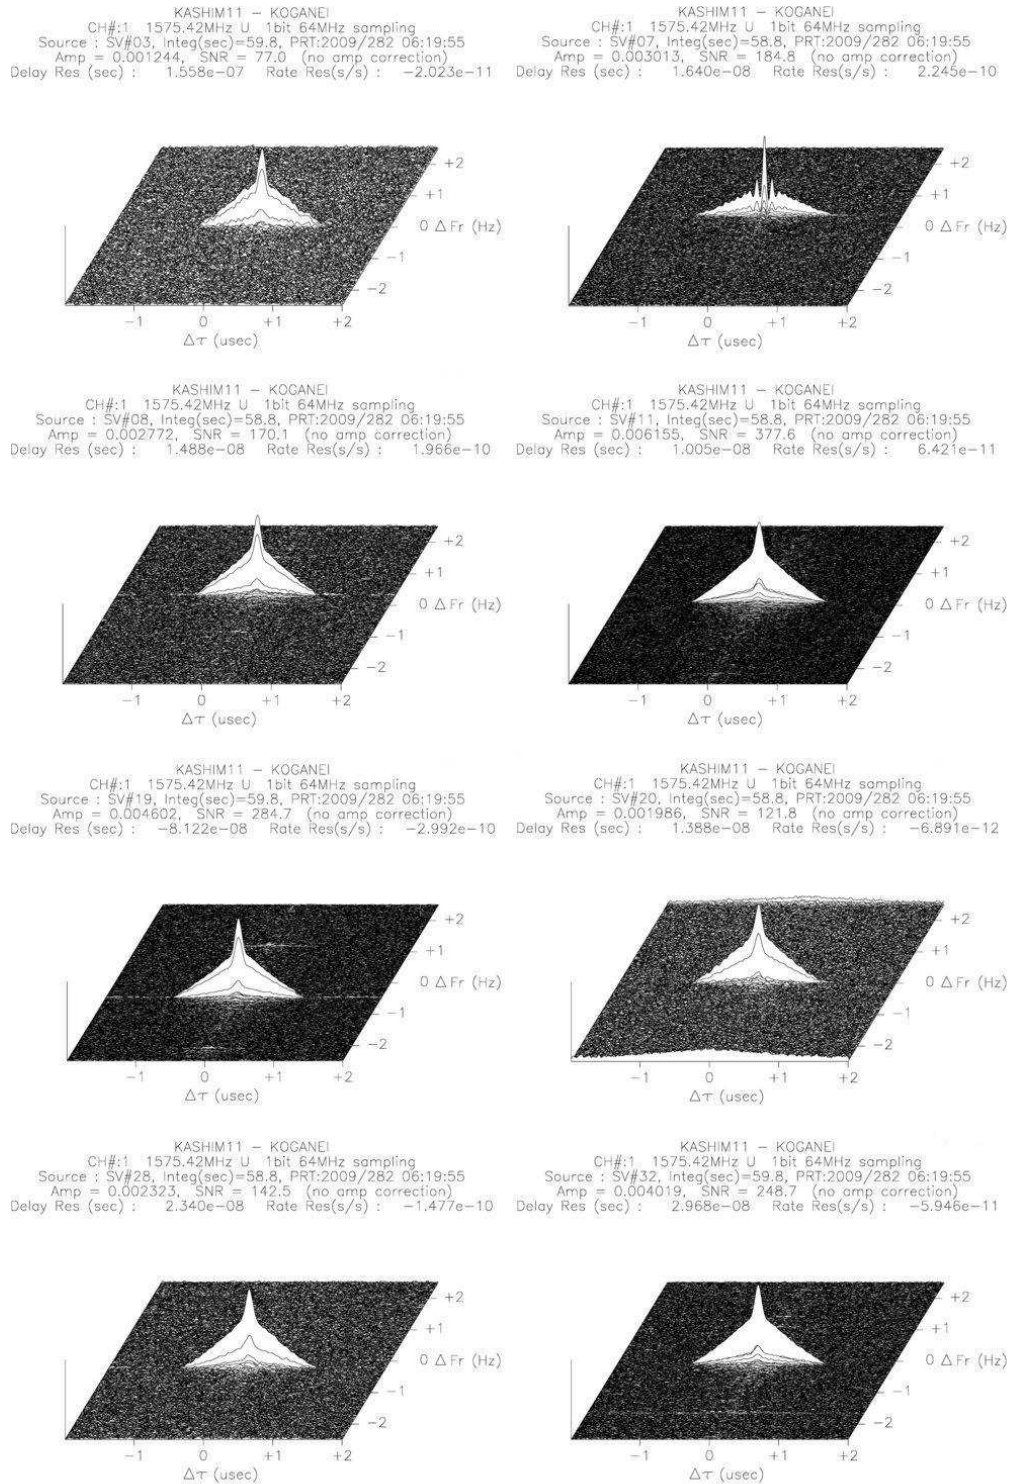 KASHIM11 - KOGANEI
CH#:1 1575.42MHz U 1bit 64MHz sampling
Source : SV#03, Integ(sec)=59.8, PRT:2009/282 06:19:55
Amp = 0.001244, SNR = 77.0 (no amp correction)
Delay Res (sec) : 1.558e-07 Rate Res(s/s) : -2.023e-11
+2
+1
0 Δ Fr (Hz)
-1
-2
-1 0 +1 +2
Δτ (usec)
KASHIM11 - KOGANEI
CH#:1 1575.42MHz U 1bit 64MHz sampling
Source : SV#07, Integ(sec)=58.8, PRT:2009/282 06:19:55
Amp = 0.003013, SNR = 184.8 (no amp correction)
Delay Res (sec) : 1.640e-08 Rate Res(s/s) : 2.245e-10
+2
+1
0 Δ Fr (Hz)
-1
-2
-1 0 +1 +2
Δτ (usec)
KASHIM11 - KOGANEI
CH#:1 1575.42MHz U 1bit 64MHz sampling
Source : SV#08, Integ(sec)=58.8, PRT:2009/282 06:19:55
Amp = 0.002772, SNR = 170.1 (no amp correction)
Delay Res (sec) : 1.488e-08 Rate Res(s/s) : 1.966e-10
+2
+1
0 Δ Fr (Hz)
-1
-2
-1 0 +1 +2
Δτ (usec)
KASHIM11 - KOGANEI
CH#:1 1575.42MHz U 1bit 64MHz sampling
Source : SV#11, Integ(sec)=58.8, PRT:2009/282 06:19:55
Amp = 0.006155, SNR = 377.6 (no amp correction)
Delay Res (sec) : 1.005e-08 Rate Res(s/s) : 6.421e-11
+2
+1
0 Δ Fr (Hz)
-1
-2
-1 0 +1 +2
Δτ (usec)
KASHIM11 - KOGANEI
CH#:1 1575.42MHz U 1bit 64MHz sampling
Source : SV#19, Integ(sec)=59.8, PRT:2009/282 06:19:55
Amp = 0.004602, SNR = 284.7 (no amp correction)
Delay Res (sec) : -8.122e-08 Rate Res(s/s) : -2.992e-10
+2
+1
0 Δ Fr (Hz)
-1
-2
-1 0 +1 +2
Δτ (usec)
KASHIM11 - KOGANEI
CH#:1 1575.42MHz U 1bit 64MHz sampling
Source : SV#20, Integ(sec)=58.8, PRT:2009/282 06:19:55
Amp = 0.001986, SNR = 121.8 (no amp correction)
Delay Res (sec) : 1.388e-08 Rate Res(s/s) : -6.891e-12
+2
+1
0 Δ Fr (Hz)
-1
-2
-1 0 +1 +2
Δτ (usec)
KASHIM11 - KOGANEI
CH#:1 1575.42MHz U 1bit 64MHz sampling
Source : SV#28, Integ(sec)=58.8, PRT:2009/282 06:19:55
Amp = 0.002323, SNR = 142.5 (no amp correction)
Delay Res (sec) : 2.340e-08 Rate Res(s/s) : -1.477e-10
+2
+1
0 Δ Fr (Hz)
-1
-2
-1 0 +1 +2
Δτ (usec)
KASHIM11 - KOGANEI
CH#:1 1575.42MHz U 1bit 64MHz sampling
Source : SV#32, Integ(sec)=59.8, PRT:2009/282 06:19:55
Amp = 0.004019, SNR = 248.7 (no amp correction)
Delay Res (sec) : 2.968e-08 Rate Res(s/s) : -5.946e-11
+2
+1
0 Δ Fr (Hz)
-1
-2
-1 0 +1 +2
Δτ (usec)